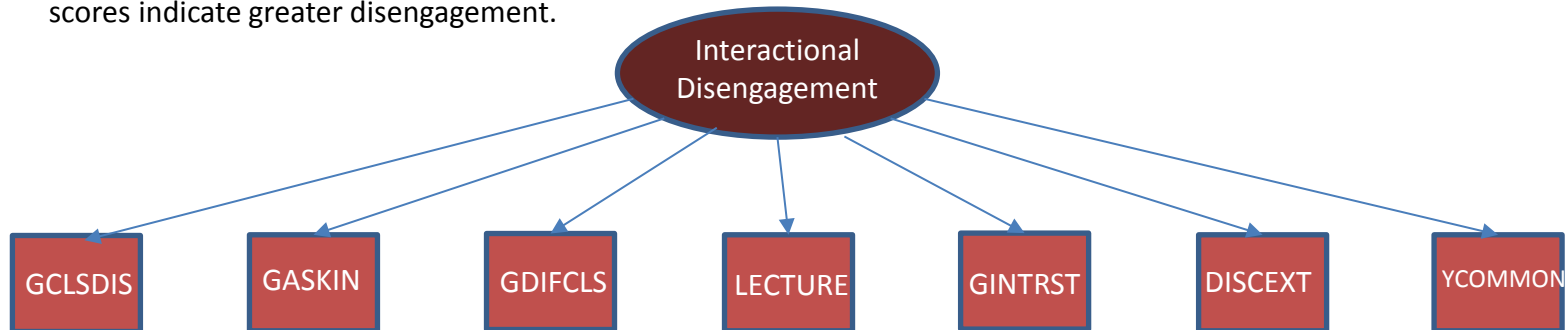 scores indicate greater disengagement.
Interactional
Disengagement
GCLSDIS
GASKIN
GDIFCLS
LECTURE
GINTRST
DISCEXT
YCOMMON